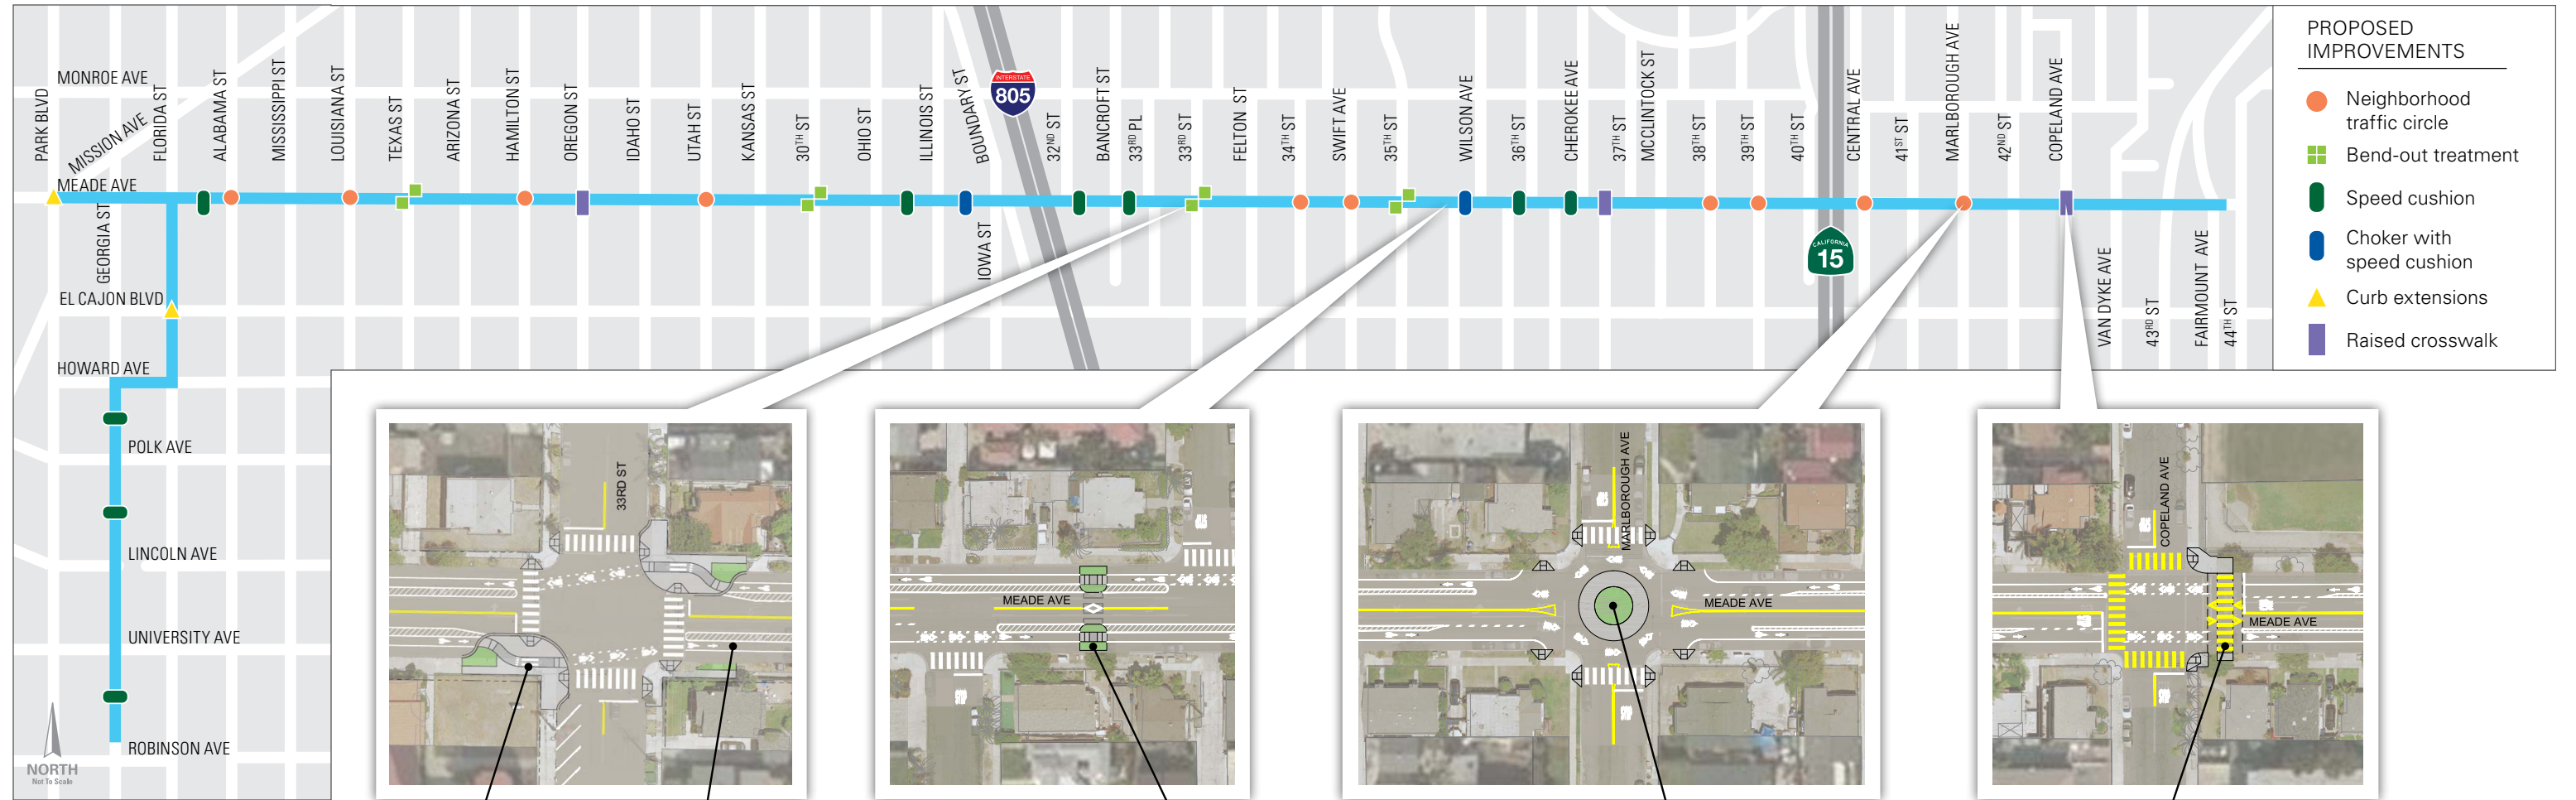 MONROE AVE
PARK BLVD
MISSION AVE
FLORIDA ST
ALABAMA ST
MISSISSIPPI ST
LOUISIANA ST
TEXAS ST
ARIZONA ST
HAMILTON ST
OREGON ST
IDAHO ST
UTAH ST
KANSAS ST
30TH ST
OHIO ST
ILLINOIS ST
BOUNDARY ST
INTERSTATE
805
32ND ST
BANCROFT ST
33RD PL
33RD ST
FELTON ST
34TH ST
SWIFT AVE
35TH ST
WILSON AVE
36TH ST
CHEROKEE AVE
37TH ST
MCCLINTOCK ST
38TH ST
39TH ST
40TH ST
CENTRAL AVE
41ST ST
MARLBOROUGH AVE
42ND ST
COPELAND AVE
MEADE AVE
GEORGIA ST
IOWA ST
CALIFORNIA
15
VAN DYKE AVE
43RD ST
FAIRMOUNT AVE
44TH ST
EL CAJON BLVD
HOWARD AVE
POLK AVE
LINCOLN AVE
UNIVERSITY AVE
ROBINSON AVE
NORTH
Not To Scale
PROPOSED
IMPROVEMENTS
Neighborhood
traffic circle
Bend-out treatment
Speed cushion
Choker with
speed cushion
Curb extensions
Raised crosswalk
33RD ST
MEADE AVE
MARLBOROUGH AVE
MEADE AVE
COPELAND AVE
MEADE AVE